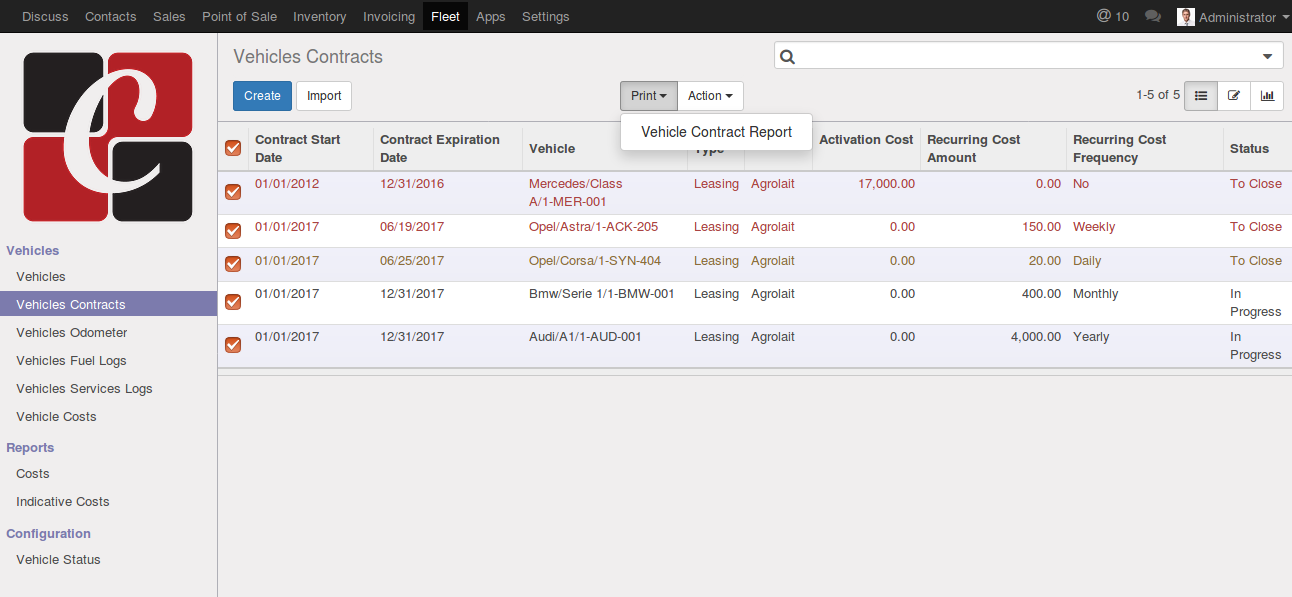 Discuss Contacts Sales Point of Sale Inventory Invoicing Fleet Apps Settings @ 10 Administrator
Vehicles Contracts
Create Import Print Action 1-5 of 5
Vehicle Contract Report
Contract Start Date Contract Expiration Date Vehicle Type Activation Cost Recurring Cost Amount Recurring Cost Frequency Status
01/01/2012 12/31/2016 Mercedes/Class A/1-MER-001 Leasing Agrolait 17,000.00 0.00 No To Close
01/01/2017 06/19/2017 Opel/Astra/1-ACK-205 Leasing Agrolait 0.00 150.00 Weekly To Close
01/01/2017 06/25/2017 Opel/Corsa/1-SYN-404 Leasing Agrolait 0.00 20.00 Daily To Close
01/01/2017 12/31/2017 Bmw/Serie 1/1-BMW-001 Leasing Agrolait 0.00 400.00 Monthly In Progress
01/01/2017 12/31/2017 Audi/A1/1-AUD-001 Leasing Agrolait 0.00 4,000.00 Yearly In Progress
C
Vehicles
Vehicles
Vehicles Contracts
Vehicles Odometer
Vehicles Fuel Logs
Vehicles Services Logs
Vehicle Costs
Reports
Costs
Indicative Costs
Configuration
Vehicle Status